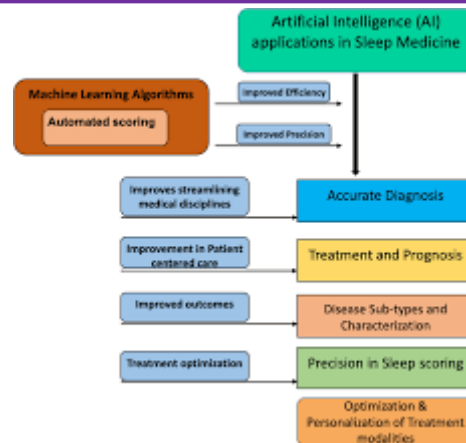 Artificial Intelligence (AI)
applications in Sleep Medicine
Machine Learning Algorithms
Automated scoring
Improved Efficiency
Improved Precision
Improves streamlining
medical disciplines
Accurate Diagnosis
Improvement in Patient
centered care
Treatment and Prognosis
Improved outcomes
Disease Sub-types and
Characterization
Treatment optimization
Precision in Sleep scoring
Optimization &
Personalization of Treatment
modalities